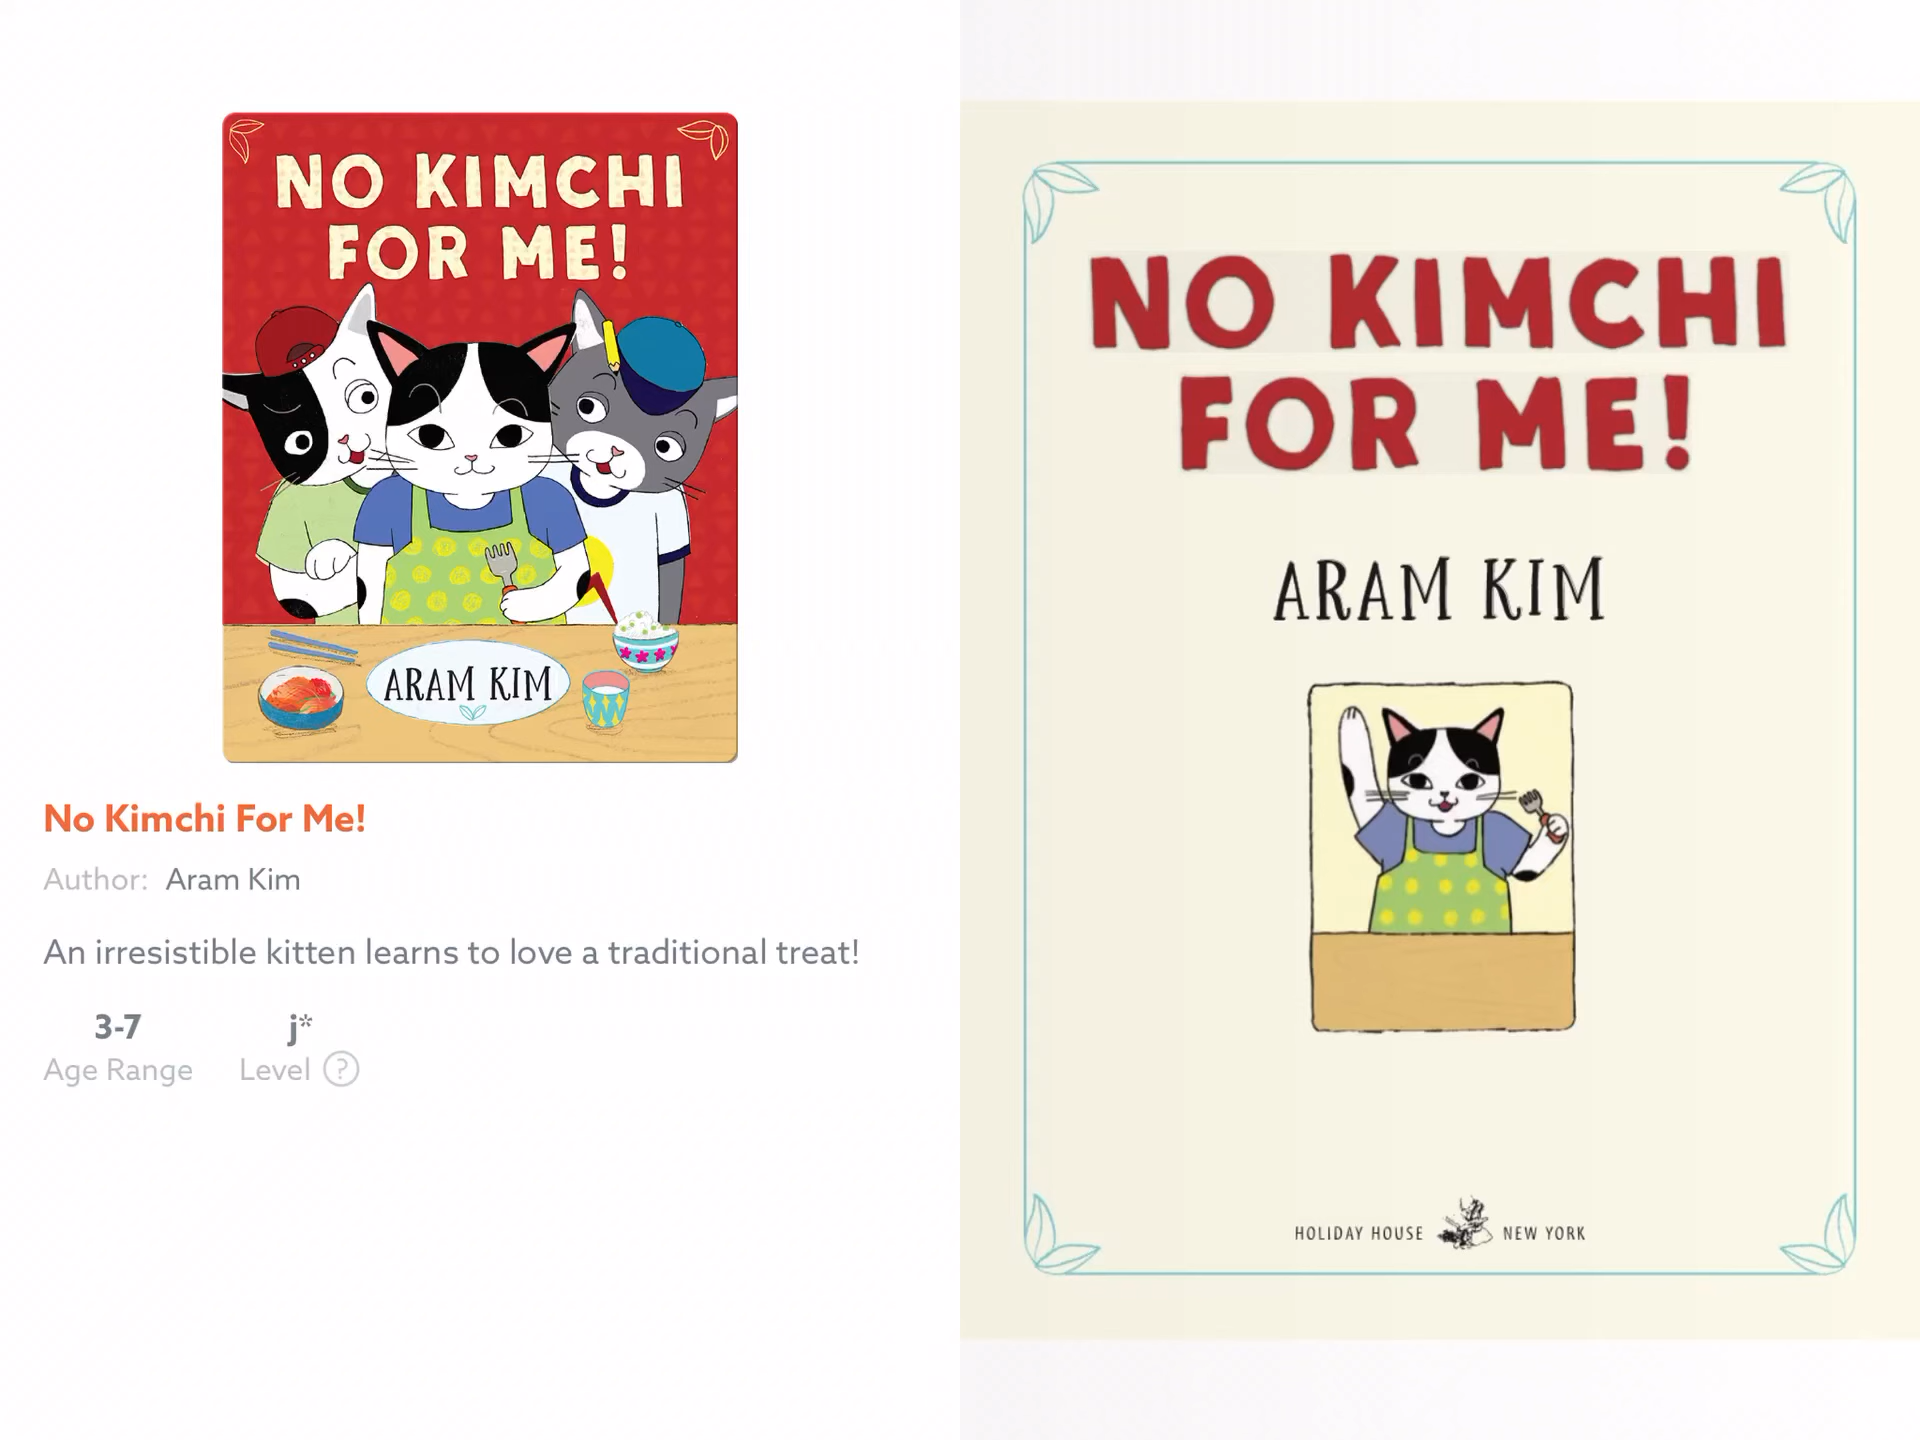 NO KIMCHI
FOR ME!
ARAM KIM
No Kimchi For Me!
Author: Aram Kim
An irresistible kitten learns to love a traditional treat!
3-7 j*
Age Range Level ?
NO KIMCHI
FOR ME!
ARAM KIM
HOLIDAY HOUSE NEW YORK